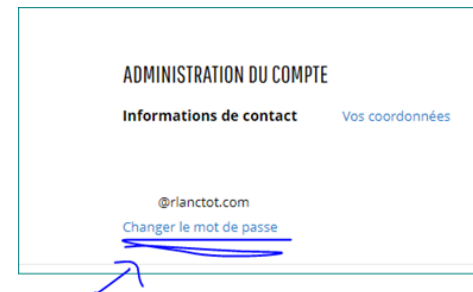 ADMINISTRATION DU COMPTE
Informations de contact Vos coordonnées
@rlanctot.com
Changer le mot de passe